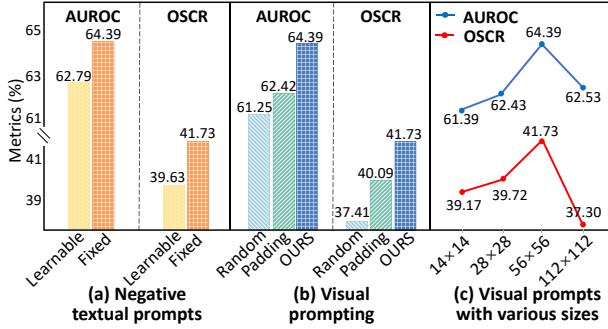 Metrics (%)
65
63
61
41
39
AUROC OSCR
64.39
62.79
41.73
39.63
Learnable Fixed Learnable Fixed
(a) Negative
textual prompts
AUROC OSCR
64.39
62.42
61.25
41.73
40.09
37.41
Random Padding OURS Random Padding OURS
(b) Visual
prompting
AUROC
OSCR
64.39
62.43
62.53
61.39
41.73
39.17
39.72
37.30
14×14 28×28 56×56 112×112
(c) Visual prompts
with various sizes